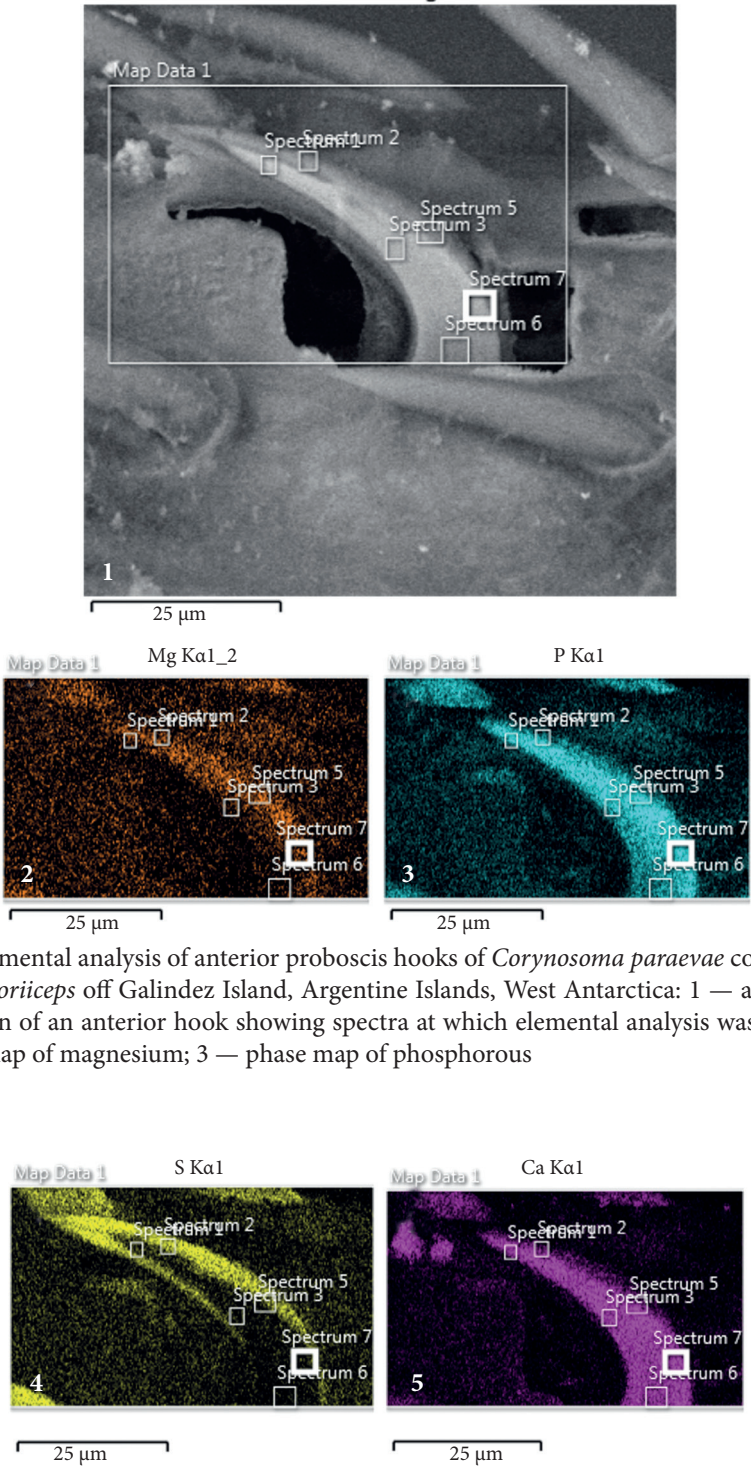 Map Data 1
Spectrum 1
Spectrum 2
Spectrum 5
Spectrum 3
Spectrum 7
Spectrum 6
1
25 µm
Map Data 1
Mg Kα1_2
Map Data 1
P Kα1
Spectrum 1
Spectrum 2
Spectrum 5
Spectrum 3
Spectrum 7
Spectrum 6
2
Spectrum 1
Spectrum 2
Spectrum 5
Spectrum 3
Spectrum 7
Spectrum 6
3
25 µm
25 µm
mental analysis of anterior proboscis hooks of Corynosoma paraevae co
oriiceps off Galindez Island, Argentine Islands, West Antarctica: 1 — a
n of an anterior hook showing spectra at which elemental analysis was
ap of magnesium; 3 — phase map of phosphorous
Map Data 1
S Kα1
Map Data 1
Ca Kα1
Spectrum 1
Spectrum 2
Spectrum 5
Spectrum 3
Spectrum 7
Spectrum 6
4
Spectrum 1
Spectrum 2
Spectrum 5
Spectrum 3
Spectrum 7
Spectrum 6
5
25 µm
25 µm